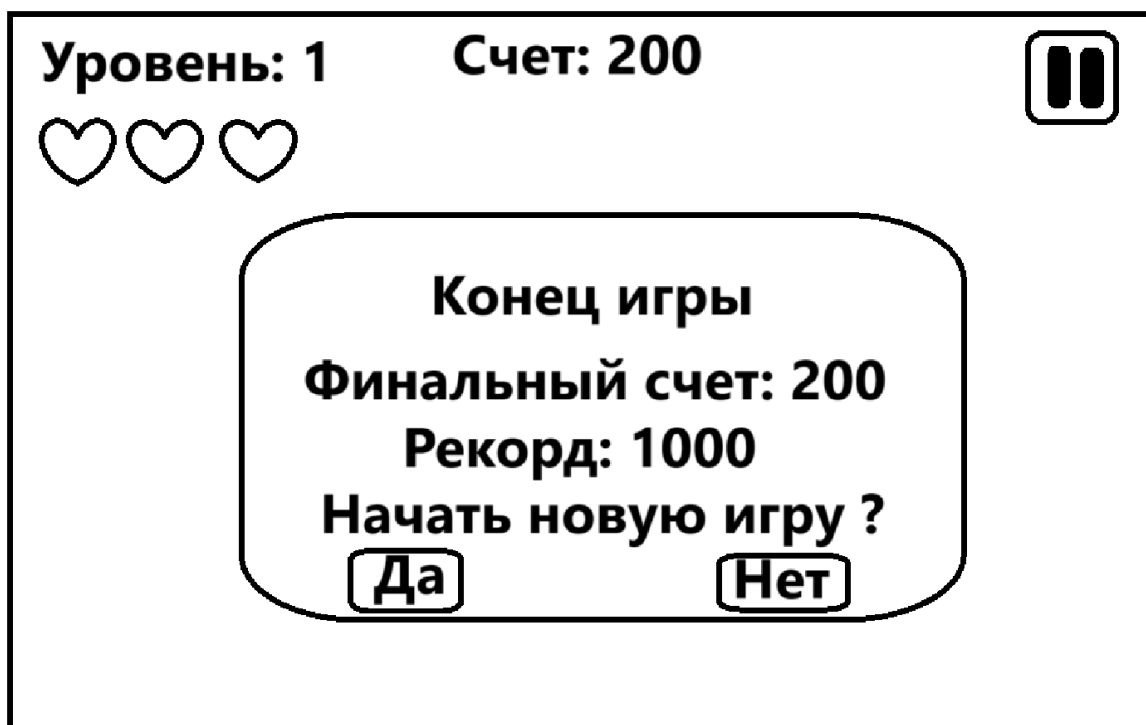 Уровень: 1
Счет: 200
Конец игры
Финальный счет: 200
Рекорд: 1000
Начать новую игру ?
Да
Нет